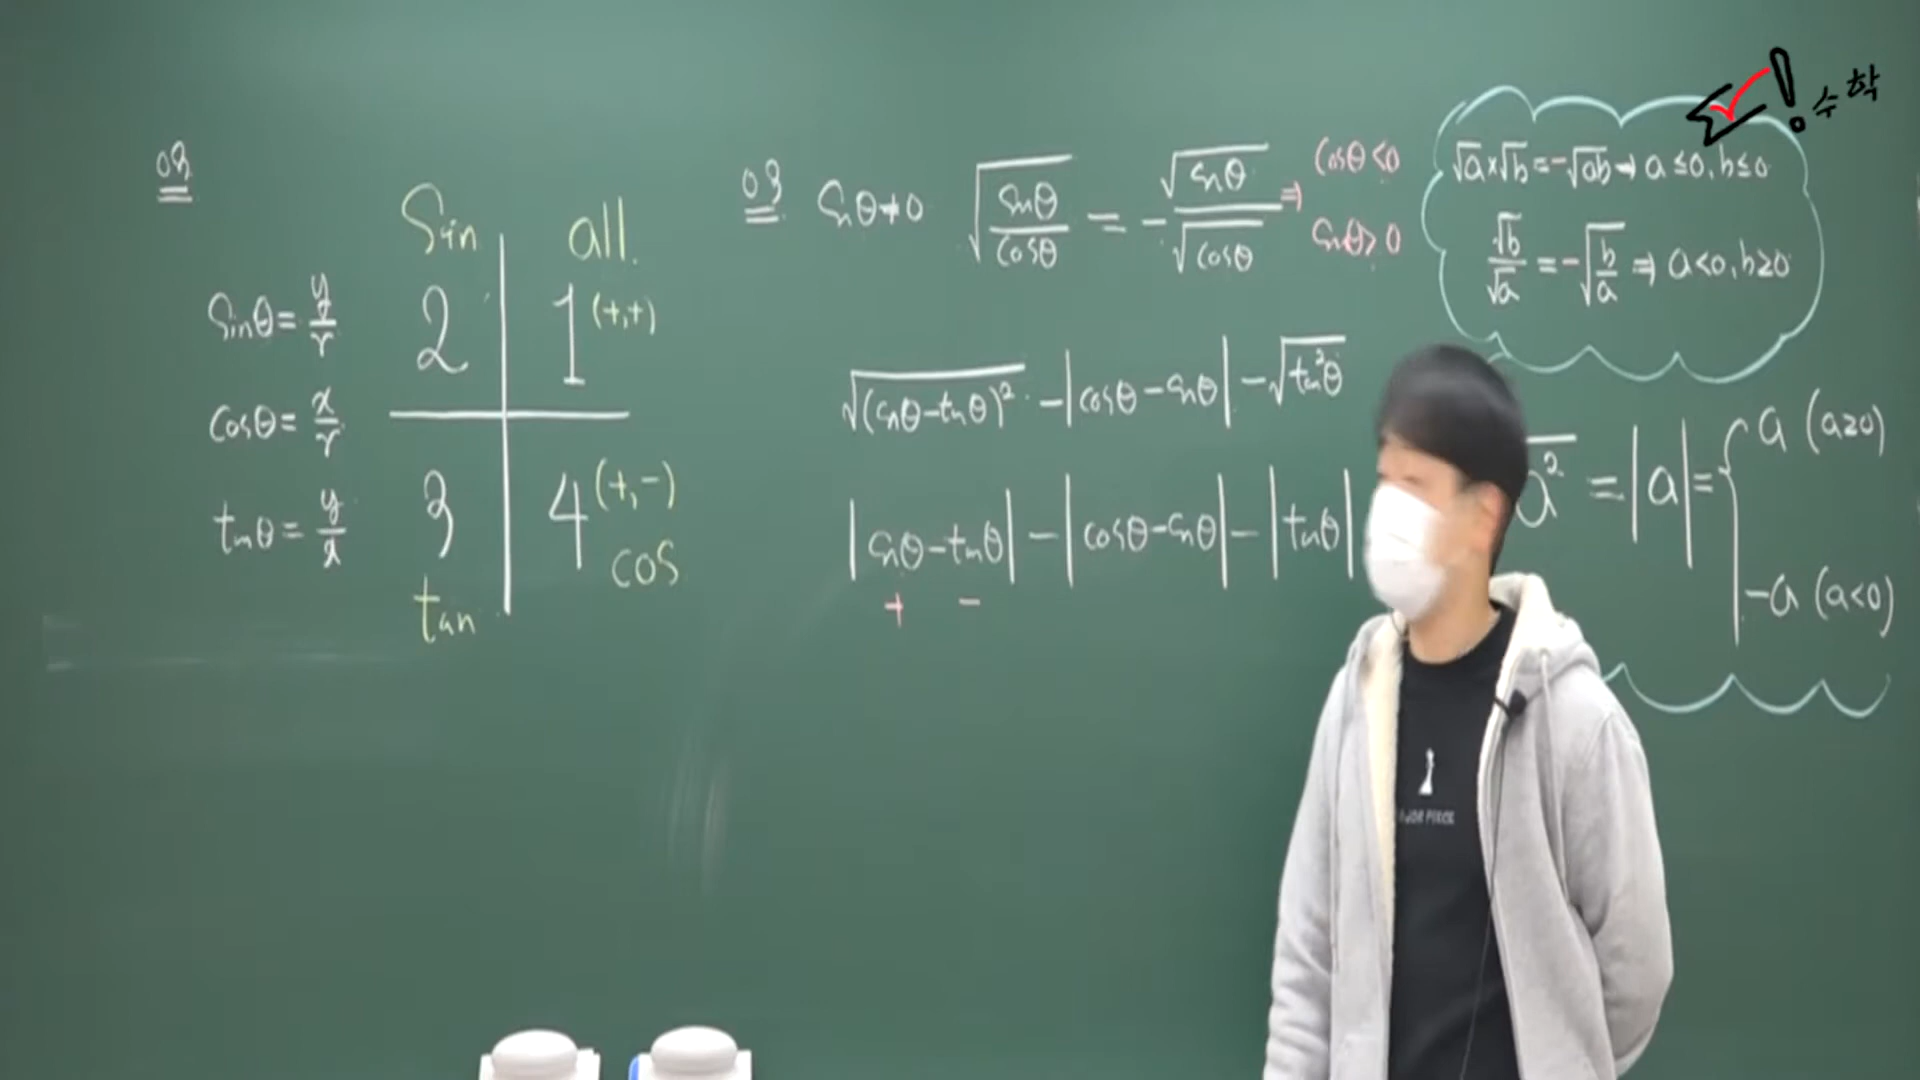 수학
예
Sin
all.
sinθ = y/r
2
1 (+,+)
cosθ = x/r
tanθ = y/x
3
4 (+,-)
cos
tan
예 sinθ≠0 √(sinθ/cosθ) = -√sinθ/√cosθ ⇒ cosθ<0
sinθ>0
√a×√b = -√ab → a≤0, b≤0
√b/√a = -√(b/a) ⇒ a<0, b≥0
√(sinθ-tanθ)² - |cosθ-sinθ| - √tan²θ
|sinθ-tanθ| - |cosθ-sinθ| - |tanθ|
+ -
a² = |a| = { a (a≥0)
-a (a<0)